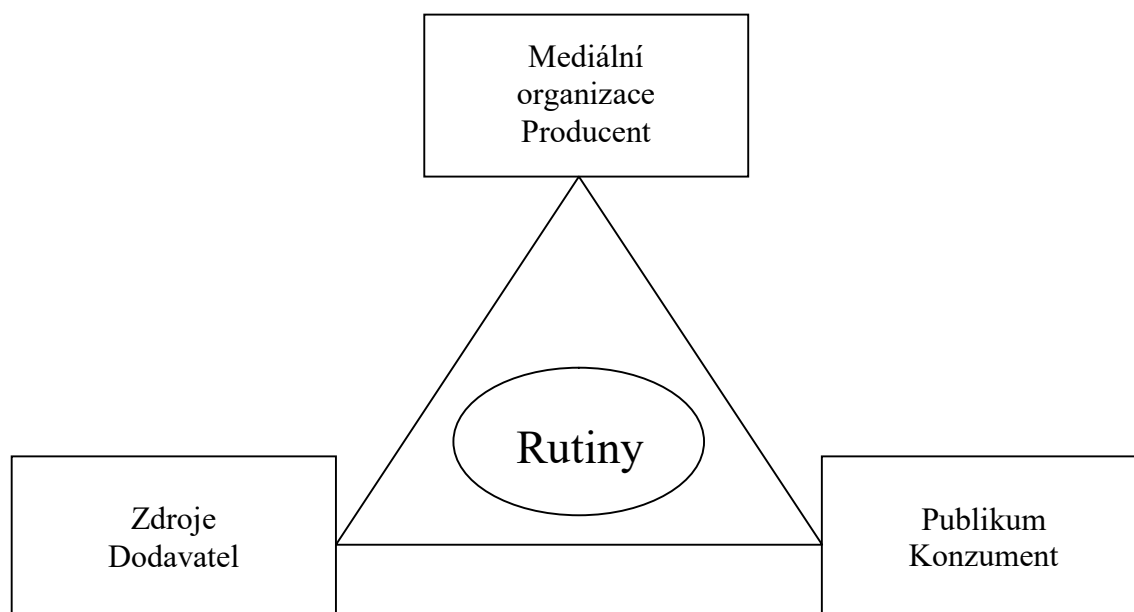 Mediální
organizace
Producent
Rutiny
Zdroje
Dodavatel
Publikum
Konzument